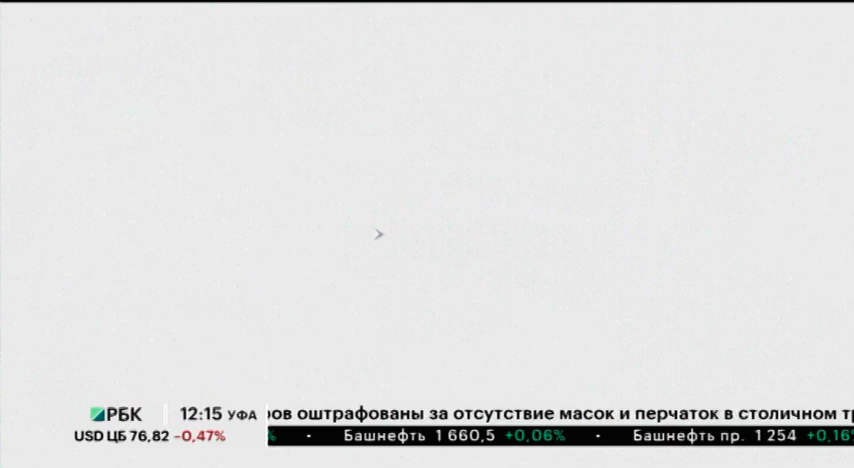 РБК 12:15 УФА ов оштрафованы за отсутствие масок и перчаток в столичном
USD ЦБ 76,82 −0,47% % · Башнефть 1 660,5 +0,06% · Башнефть пр. 1 254 +0,16%